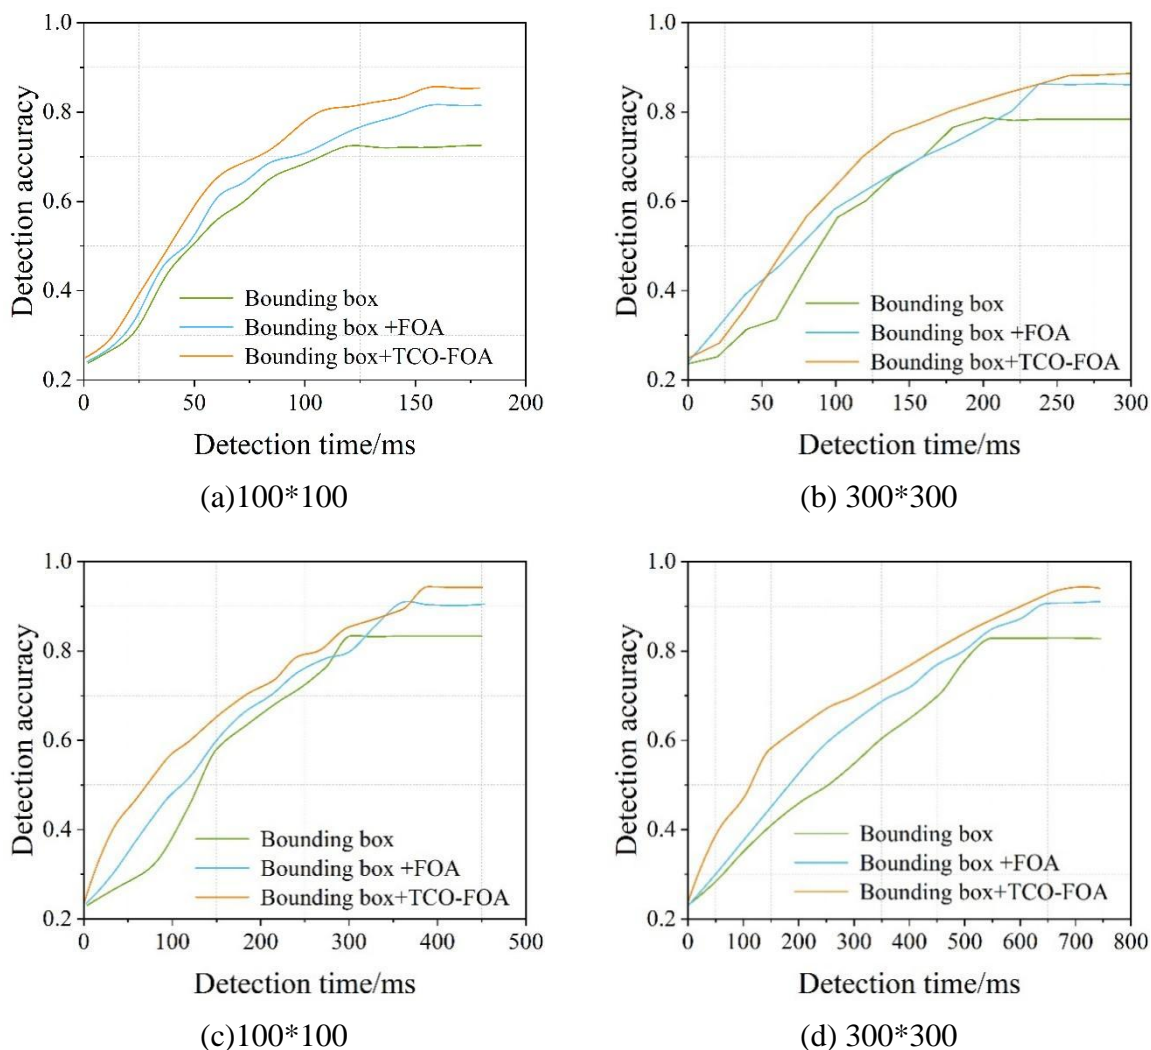 1.0
0.8
0.6
0.4
0.2
Detection accuracy
Bounding box
Bounding box +FOA
Bounding box+TCO-FOA
0 50 100 150 200
Detection time/ms
(a)100*100
1.0
0.8
0.6
0.4
0.2
Detection accuracy
Bounding box
Bounding box +FOA
Bounding box+TCO-FOA
0 50 100 150 200 250 300
Detection time/ms
(b) 300*300
1.0
0.8
0.6
0.4
0.2
Detection accuracy
Bounding box
Bounding box +FOA
Bounding box+TCO-FOA
0 100 200 300 400 500
Detection time/ms
(c)100*100
1.0
0.8
0.6
0.4
0.2
Detection accuracy
Bounding box
Bounding box +FOA
Bounding box+TCO-FOA
0 100 200 300 400 500 600 700 800
Detection time/ms
(d) 300*300